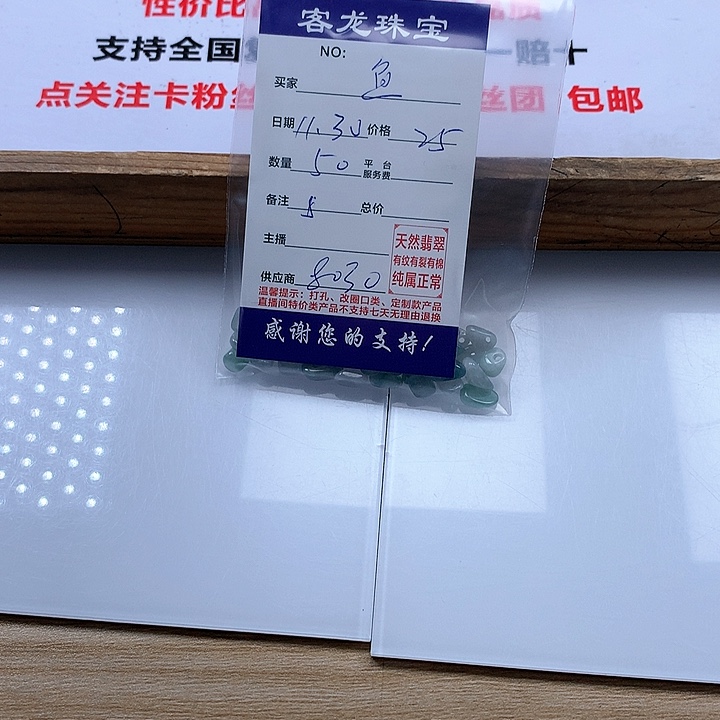 性价比
支持全国 一赔十
点关注卡粉丝 丝团 包邮
客龙珠宝
NO:
买家 鱼
日期 11.30 价格 25
数量 50 平台服务费
备注 总价
主播
天然翡翠
有纹有裂有棉
纯属正常
供应商 8030
温馨提示：打孔、改圈口类、定制款产品
直播间特价类产品不支持七天无理由退换
感谢您的支持！